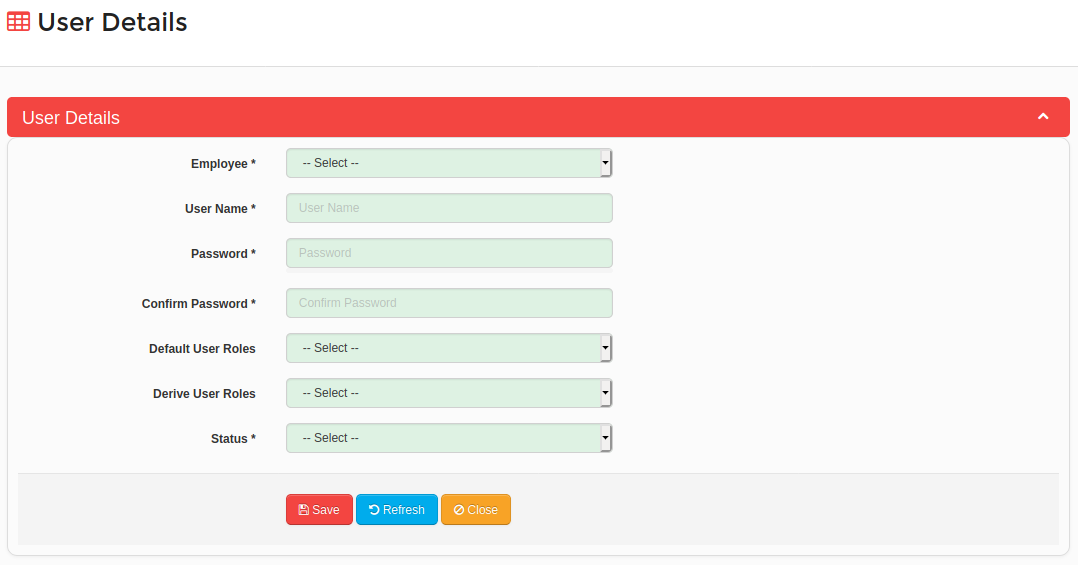 User Details
User Details
Employee * -- Select --
User Name * User Name
Password * Password
Confirm Password * Confirm Password
Default User Roles -- Select --
Derive User Roles -- Select --
Status * -- Select --
Save Refresh Close